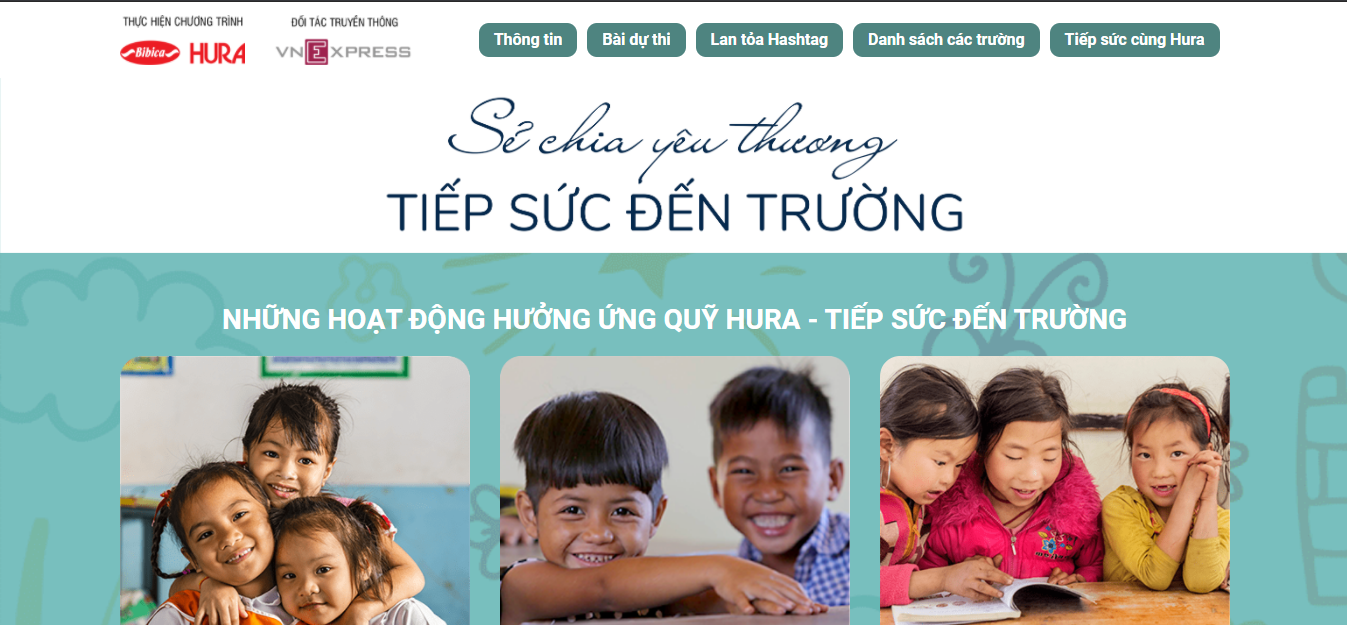 THỰC HIỆN CHƯƠNG TRÌNH
Bibica HURA
ĐỐI TÁC TRUYỀN THÔNG
VNEXPRESS
Thông tin
Bài dự thi
Lan tỏa Hashtag
Danh sách các trường
Tiếp sức cùng Hura
Sẻ chia yêu thương
TIẾP SỨC ĐẾN TRƯỜNG
NHỮNG HOẠT ĐỘNG HƯỞNG ỨNG QUỸ HURA - TIẾP SỨC ĐẾN TRƯỜNG